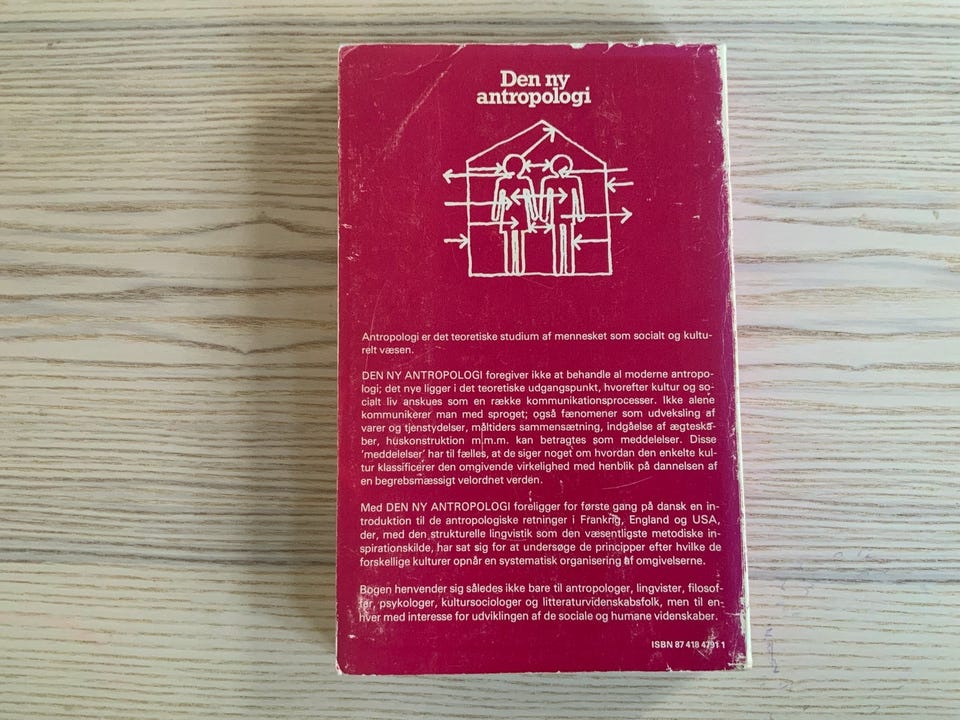 Den ny
antropologi
Antropologi er det teoretiske studium af mennesket som socialt og kultu-
relt væsen.
DEN NY ANTROPOLOGI foregiver ikke at behandle al moderne antropo-
logi; det nye ligger i det teoretiske udgangspunkt, hvorefter kultur og so-
cialt liv anskues som en række kommunikationsprocesser. Ikke alene
kommunikerer man med sproget; også fænomener som udveksling af
varer og tjenstydelser, måltiders sammensætning, indgåelse af ægteska-
ber, huskonstruktion m.m.m. kan betragtes som meddelelser. Disse
'meddelelser' har til fælles, at de siger noget om hvordan den enkelte kul-
tur klassificerer den omgivende virkelighed med henblik på dannelsen af
en begrebsmæssigt velordnet verden.
Med DEN NY ANTROPOLOGI foreligger for første gang på dansk en in-
troduktion til de antropologiske retninger i Frankrig, England og USA,
der, med den strukturelle lingvistik som den væsentligste metodiske in-
spirationskilde, har sat sig for at undersøge de principper efter hvilke de
forskellige kulturer opnår en systematisk organisering af omgivelserne.
Bogen henvender sig således ikke bare til antropologer, lingvister, filosof-
fer, psykologer, kultursociologer og litteraturvidenskabsfolk, men til en-
hver med interesse for udviklingen af de sociale og humane videnskaber.
ISBN 87 418 4791 1